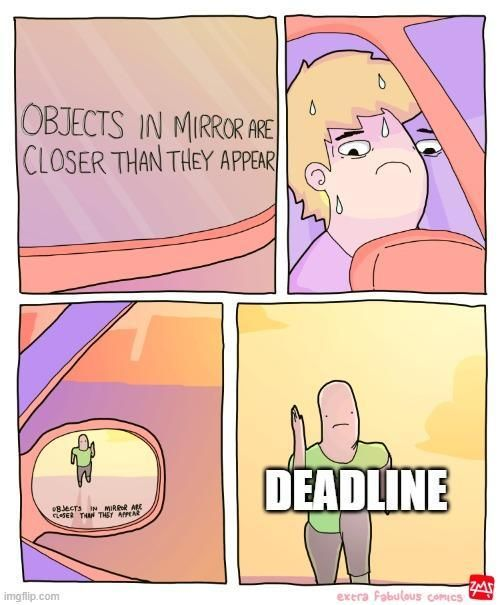 OBJECTS IN MIRROR ARE
CLOSER THAN THEY APPEAR
OBJECTS IN MIRROR ARE
CLOSER THAN THEY APPEAR
DEADLINE
imgflip.com
extra fabulous comics
ZMS